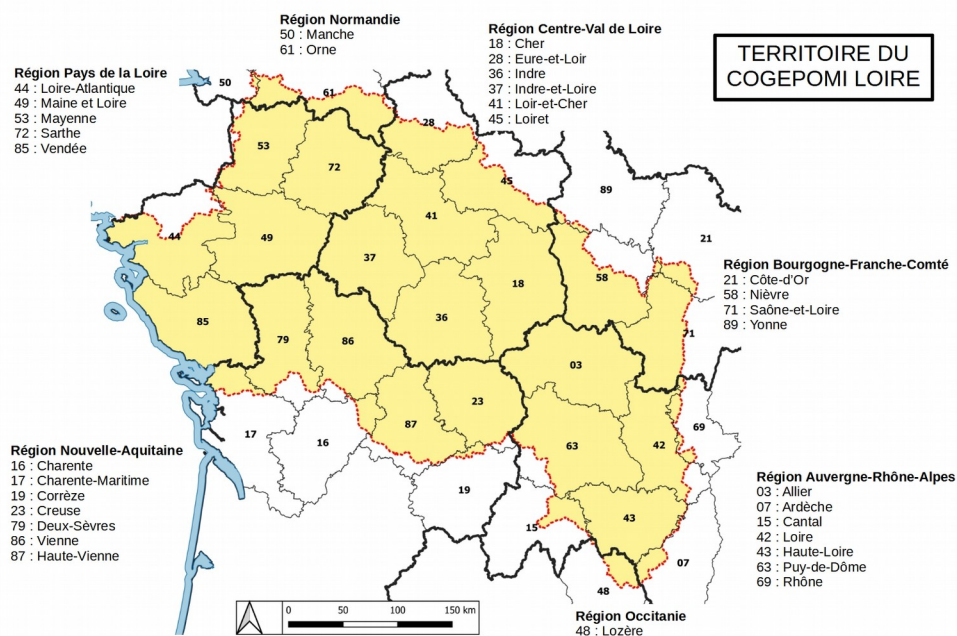 Région Normandie
50 : Manche
61 : Orne
Région Centre-Val de Loire
18 : Cher
28 : Eure-et-Loir
36 : Indre
37 : Indre-et-Loire
41 : Loir-et-Cher
45 : Loiret
TERRITOIRE DU
COGEPOMI LOIRE
Région Pays de la Loire
44 : Loire-Atlantique
49 : Maine et Loire
53 : Mayenne
72 : Sarthe
85 : Vendée
50
61
28
53
72
45
89
41
44
49
21
37
58
18
Région Bourgogne-Franche-Comté
21 : Côte-d'Or
58 : Nièvre
71 : Saône-et-Loire
89 : Yonne
85
36
79
86
71
03
23
87
17
16
63
42
69
Région Nouvelle-Aquitaine
16 : Charente
17 : Charente-Maritime
19 : Corrèze
23 : Creuse
79 : Deux-Sèvres
86 : Vienne
87 : Haute-Vienne
19
15
43
07
48
Région Auvergne-Rhône-Alpes
03 : Allier
07 : Ardèche
15 : Cantal
42 : Loire
43 : Haute-Loire
63 : Puy-de-Dôme
69 : Rhône
0 50 100 150 km
Région Occitanie
48 : Lozère